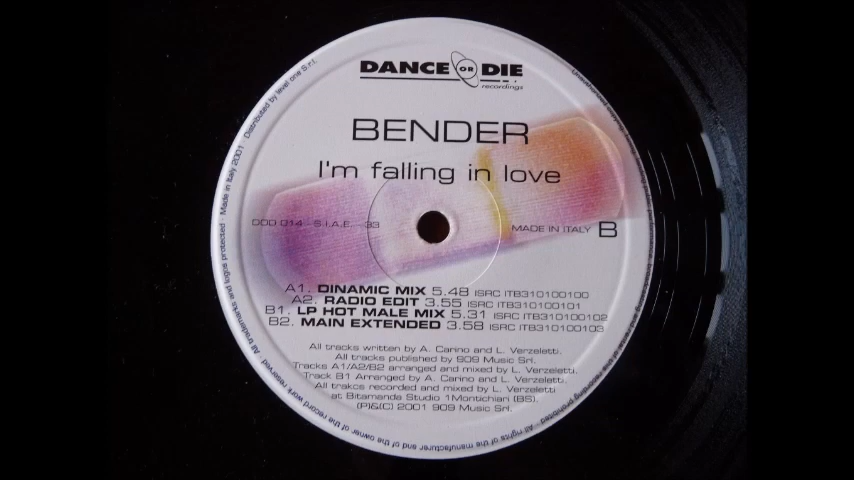 DANCE OR DIE
recordings
BENDER
I'm falling in love
DDD 014 - S.I.A.E. - 33
MADE IN ITALY B
A1. DINAMIC MIX 5.48 ISRC ITB310100100
A2. RADIO EDIT 3.55 ISRC ITB310100101
B1. LP HOT MALE MIX 5.31 ISRC ITB310100102
B2. MAIN EXTENDED 3.58 ISRC ITB310100103
All tracks written by A. Carino and L. Verzeletti.
All tracks published by 909 Music Srl.
Tracks A1/A2/B2 arranged and mixed by L. Verzeletti.
Track B1 Arranged by A. Carino and L. Verzeletti.
All trakcs recorded and mixed by L. Verzeletti
at Bitamanda Studio 1Montichiari (BS).
(P)&(C) 2001 909 Music Srl.
All rights of the manufacturer and of the owner of the record work reserved - All trademarks and logos protected Made in Italy 2001 Distributed by level one S.r.l.